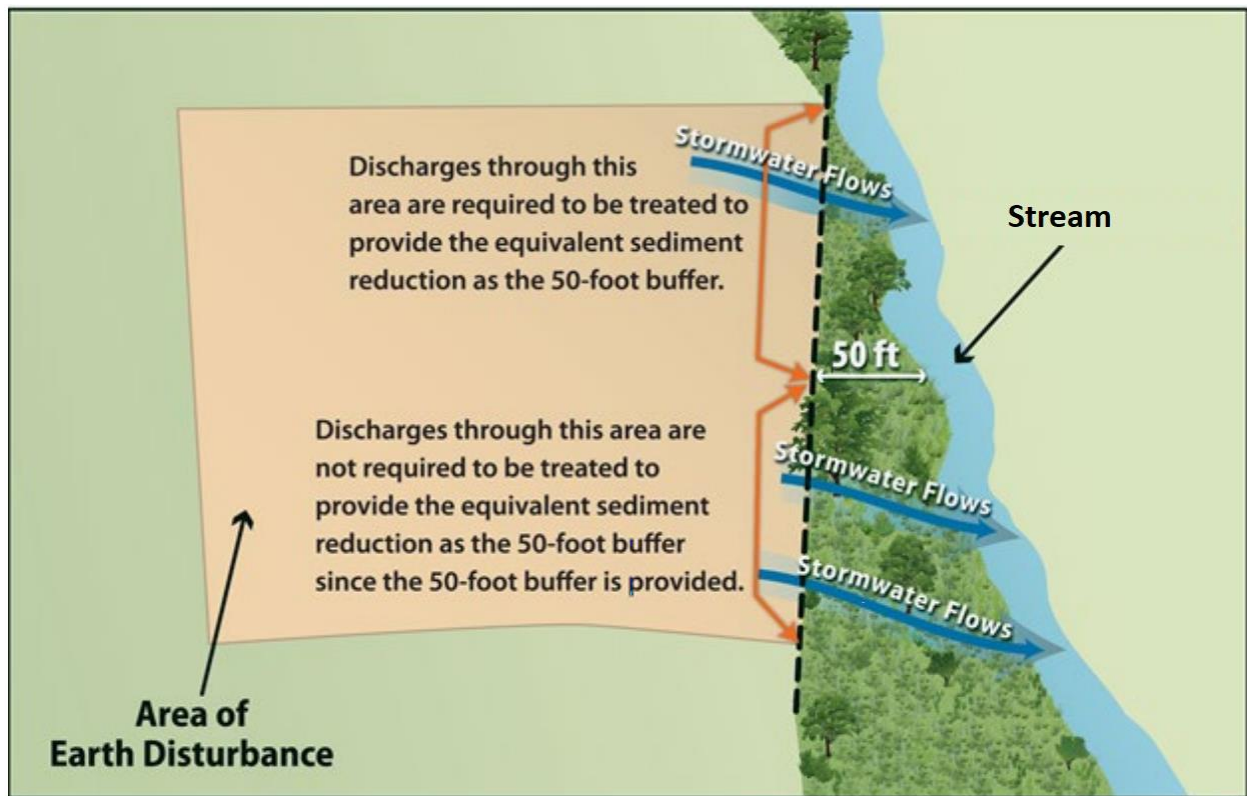 Stormwater Flows
Discharges through this
area are required to be treated to
provide the equivalent sediment
reduction as the 50-foot buffer.
Stream
50 ft
Discharges through this area are
not required to be treated to
provide the equivalent sediment
reduction as the 50-foot buffer
since the 50-foot buffer is provided.
Stormwater Flows
Stormwater Flows
Area of
Earth Disturbance